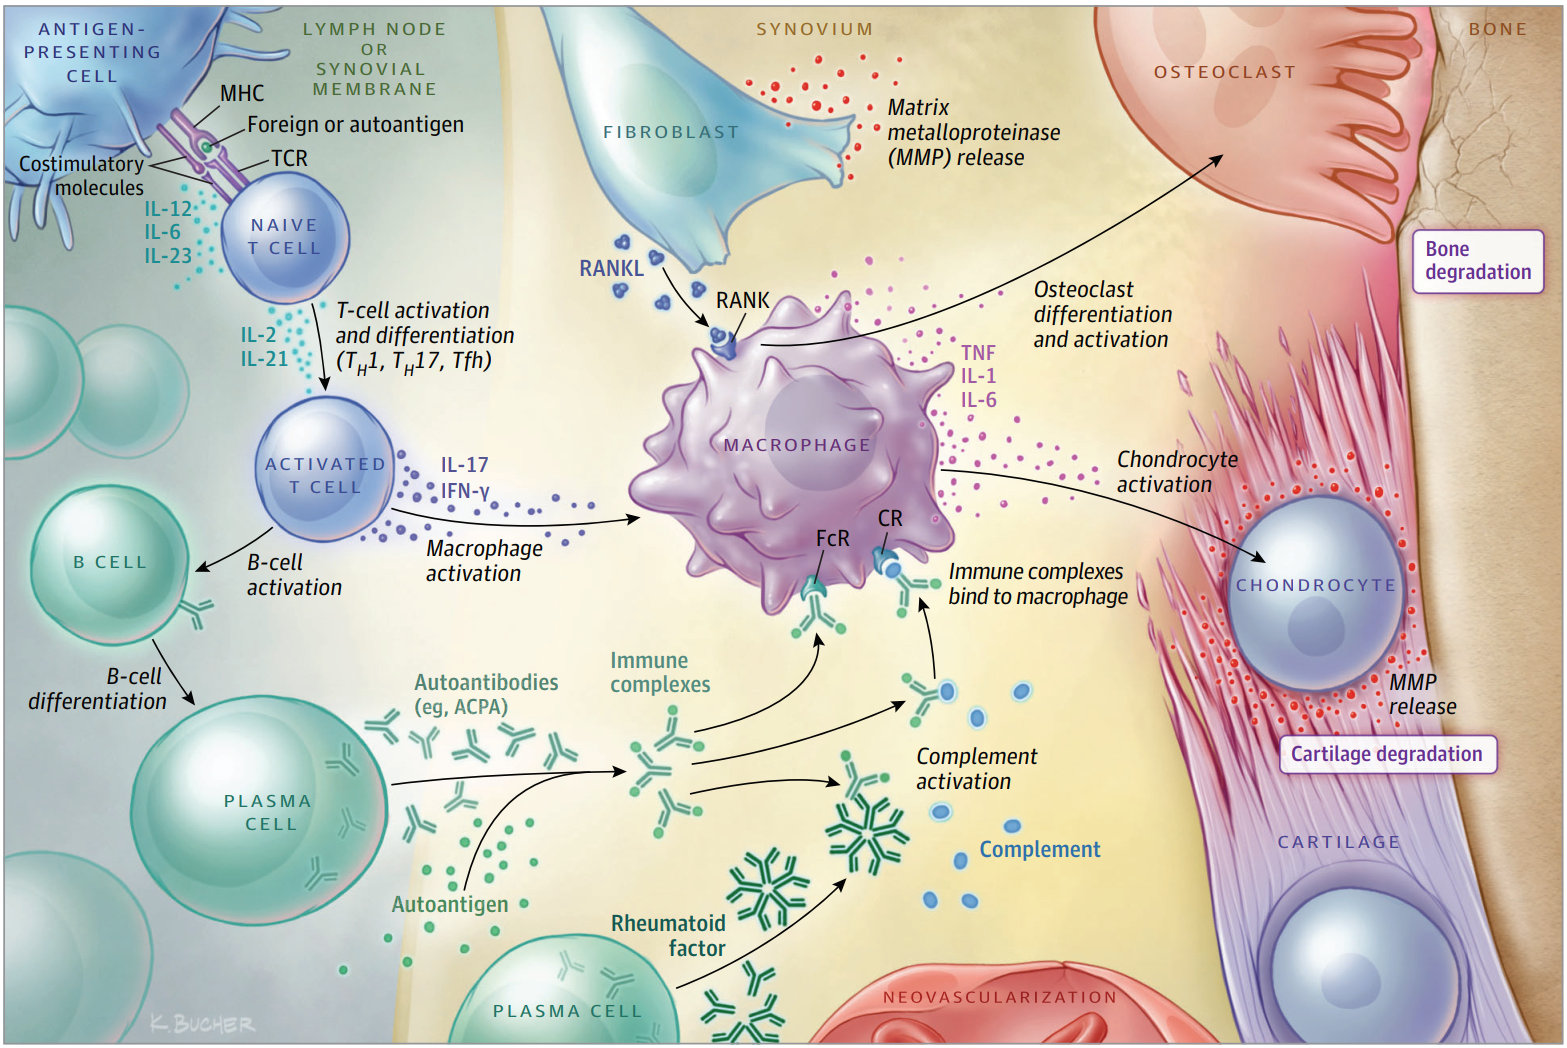 ANTIGEN-
PRESENTING
CELL
LYMPH NODE
OR
SYNOVIAL
MEMBRANE
SYNOVIUM
BONE
OSTEOCLAST
MHC
Foreign or autoantigen
TCR
Costimulatory
molecules
IL-12
IL-6
IL-23
NAIVE
T CELL
FIBROBLAST
Matrix
metalloproteinase
(MMP) release
RANKL
RANK
Bone
degradation
IL-2
IL-21
T-cell activation
and differentiation
(TH1, TH17, Tfh)
Osteoclast
differentiation
and activation
TNF
IL-1
IL-6
MACROPHAGE
ACTIVATED
T CELL
IL-17
IFN-γ
Macrophage
activation
Chondrocyte
activation
B CELL
B-cell
activation
FcR
CR
Immune complexes
bind to macrophage
CHONDROCYTE
B-cell
differentiation
Autoantibodies
(eg, ACPA)
Immune
complexes
MMP
release
Cartilage degradation
PLASMA
CELL
Complement
activation
Complement
CARTILAGE
Autoantigen
Rheumatoid
factor
PLASMA CELL
NEOVASCULARIZATION
K. BUCHER